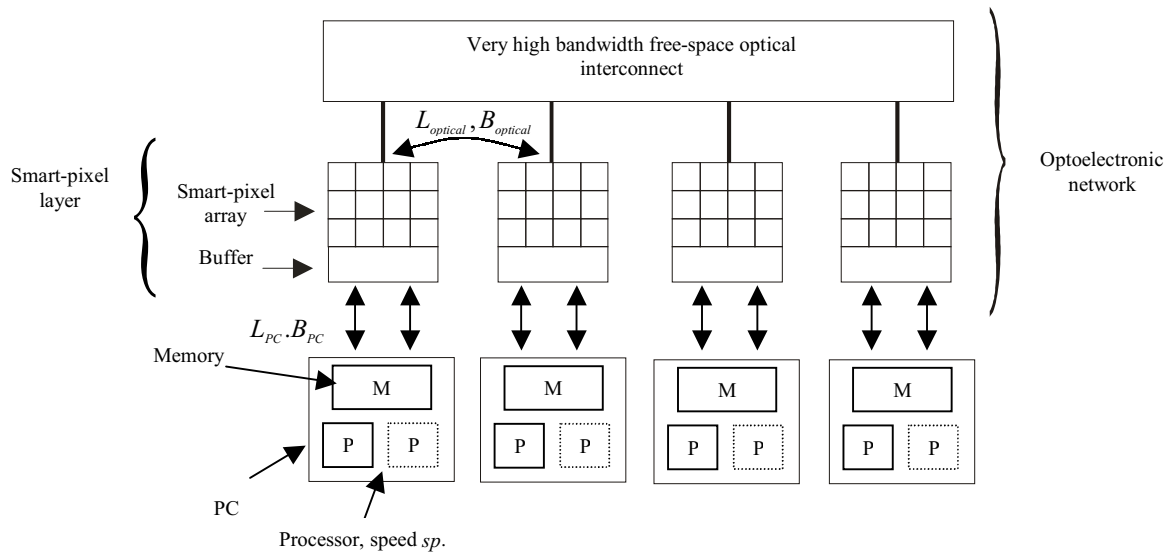 Very high bandwidth free-space optical
interconnect
L_optical , B_optical
Smart-pixel
layer
Smart-pixel
array
Buffer
Optoelectronic
network
L_PC . B_PC
Memory
M
M
M
M
P P
P P
P P
P P
PC
Processor, speed sp.